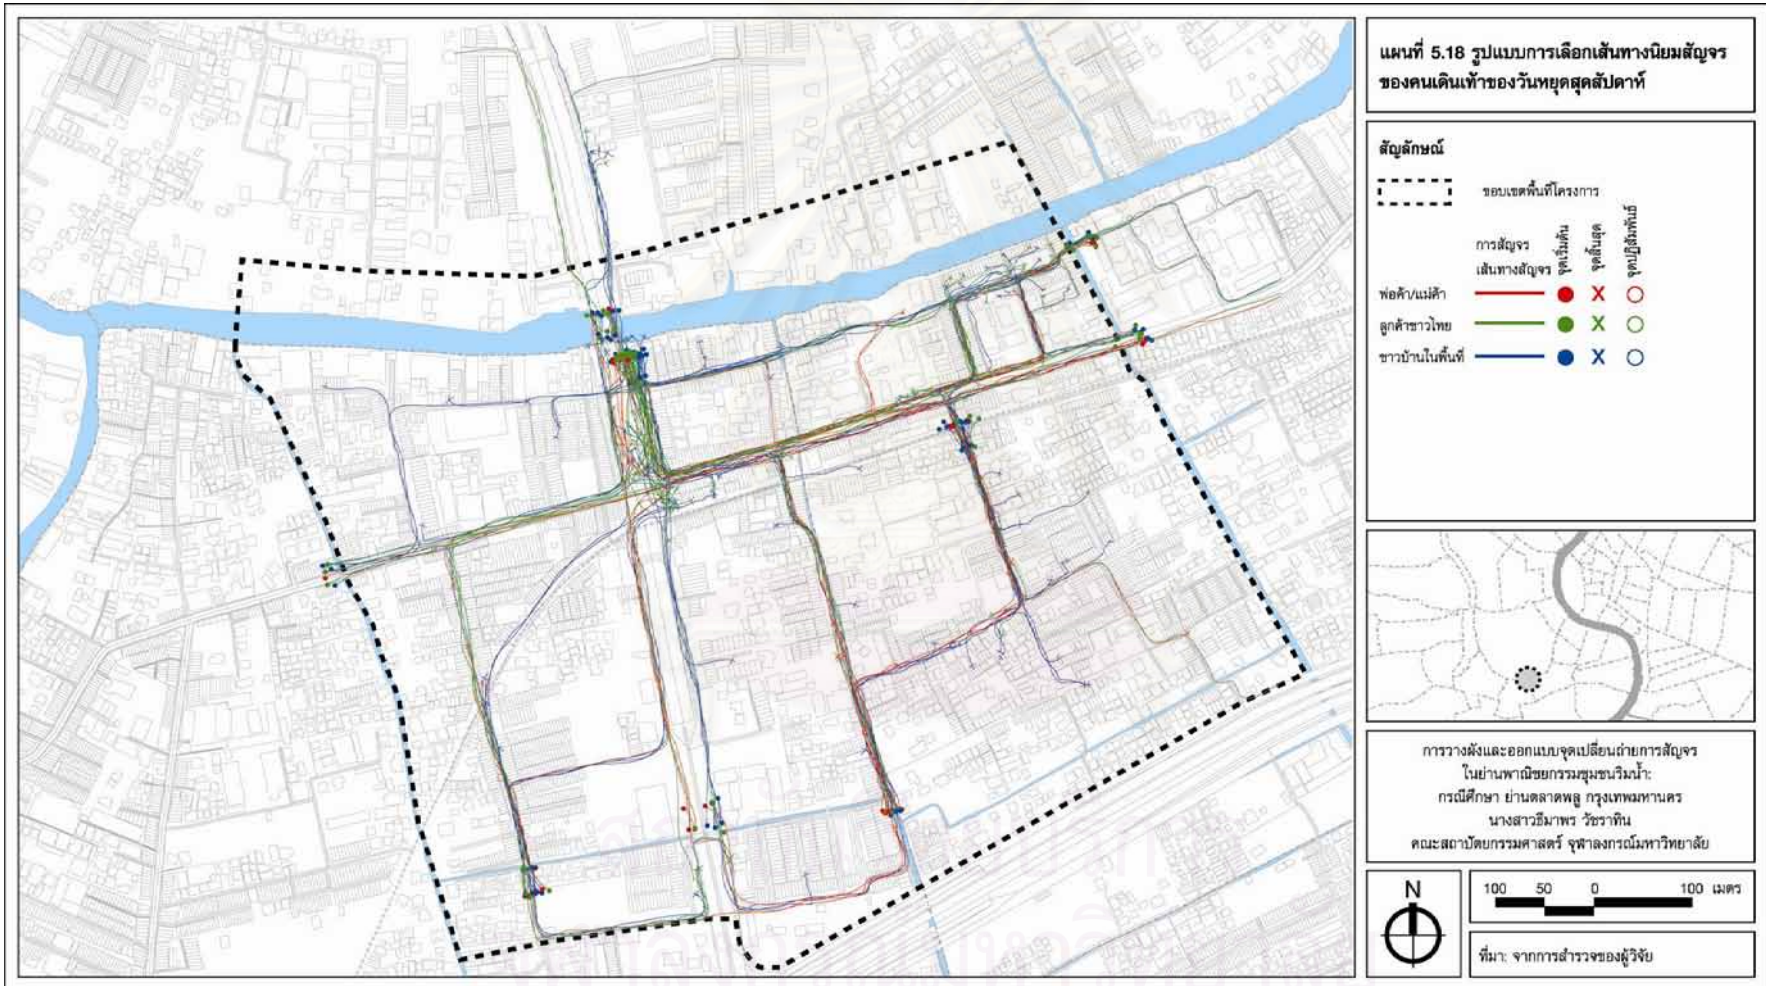 แผนที่ 5.18 รูปแบบการเลือกเส้นทางนิยมสัญจร
ของคนเดินเท้าของวันหยุดสุดสัปดาห์
สัญลักษณ์
ขอบเขตพื้นที่โครงการ
การสัญจร
เส้นทางสัญจร
จุดเริ่มต้น
จุดสิ้นสุด
จุดปฏิสัมพันธ์
พ่อค้า/แม่ค้า
ลูกค้าชาวไทย
ชาวบ้านในพื้นที่
การวางผังและออกแบบจุดเปลี่ยนถ่ายการสัญจร
ในย่านพาณิชยกรรมชุมชนริมน้ำ:
กรณีศึกษา ย่านตลาดพลู กรุงเทพมหานคร
นางสาวธีมาพร วัชราทิน
คณะสถาปัตยกรรมศาสตร์ จุฬาลงกรณ์มหาวิทยาลัย
N
100 50 0 100 เมตร
ที่มา: จากการสำรวจของผู้วิจัย